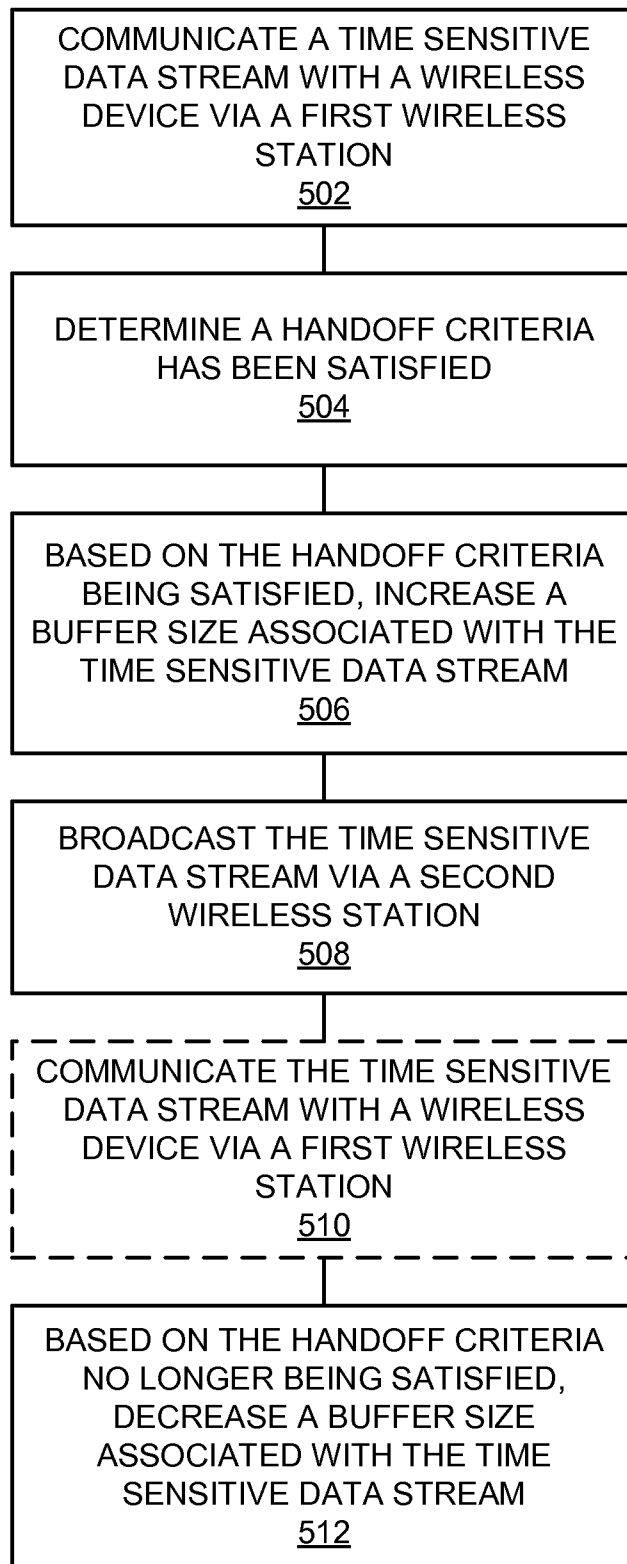 COMMUNICATE A TIME SENSITIVE
DATA STREAM WITH A WIRELESS
DEVICE VIA A FIRST WIRELESS
STATION
502
DETERMINE A HANDOFF CRITERIA
HAS BEEN SATISFIED
504
BASED ON THE HANDOFF CRITERIA
BEING SATISFIED, INCREASE A
BUFFER SIZE ASSOCIATED WITH THE
TIME SENSITIVE DATA STREAM
506
BROADCAST THE TIME SENSITIVE
DATA STREAM VIA A SECOND
WIRELESS STATION
508
COMMUNICATE THE TIME SENSITIVE
DATA STREAM WITH A WIRELESS
DEVICE VIA A FIRST WIRELESS
STATION
510
BASED ON THE HANDOFF CRITERIA
NO LONGER BEING SATISFIED,
DECREASE A BUFFER SIZE
ASSOCIATED WITH THE TIME
SENSITIVE DATA STREAM
512